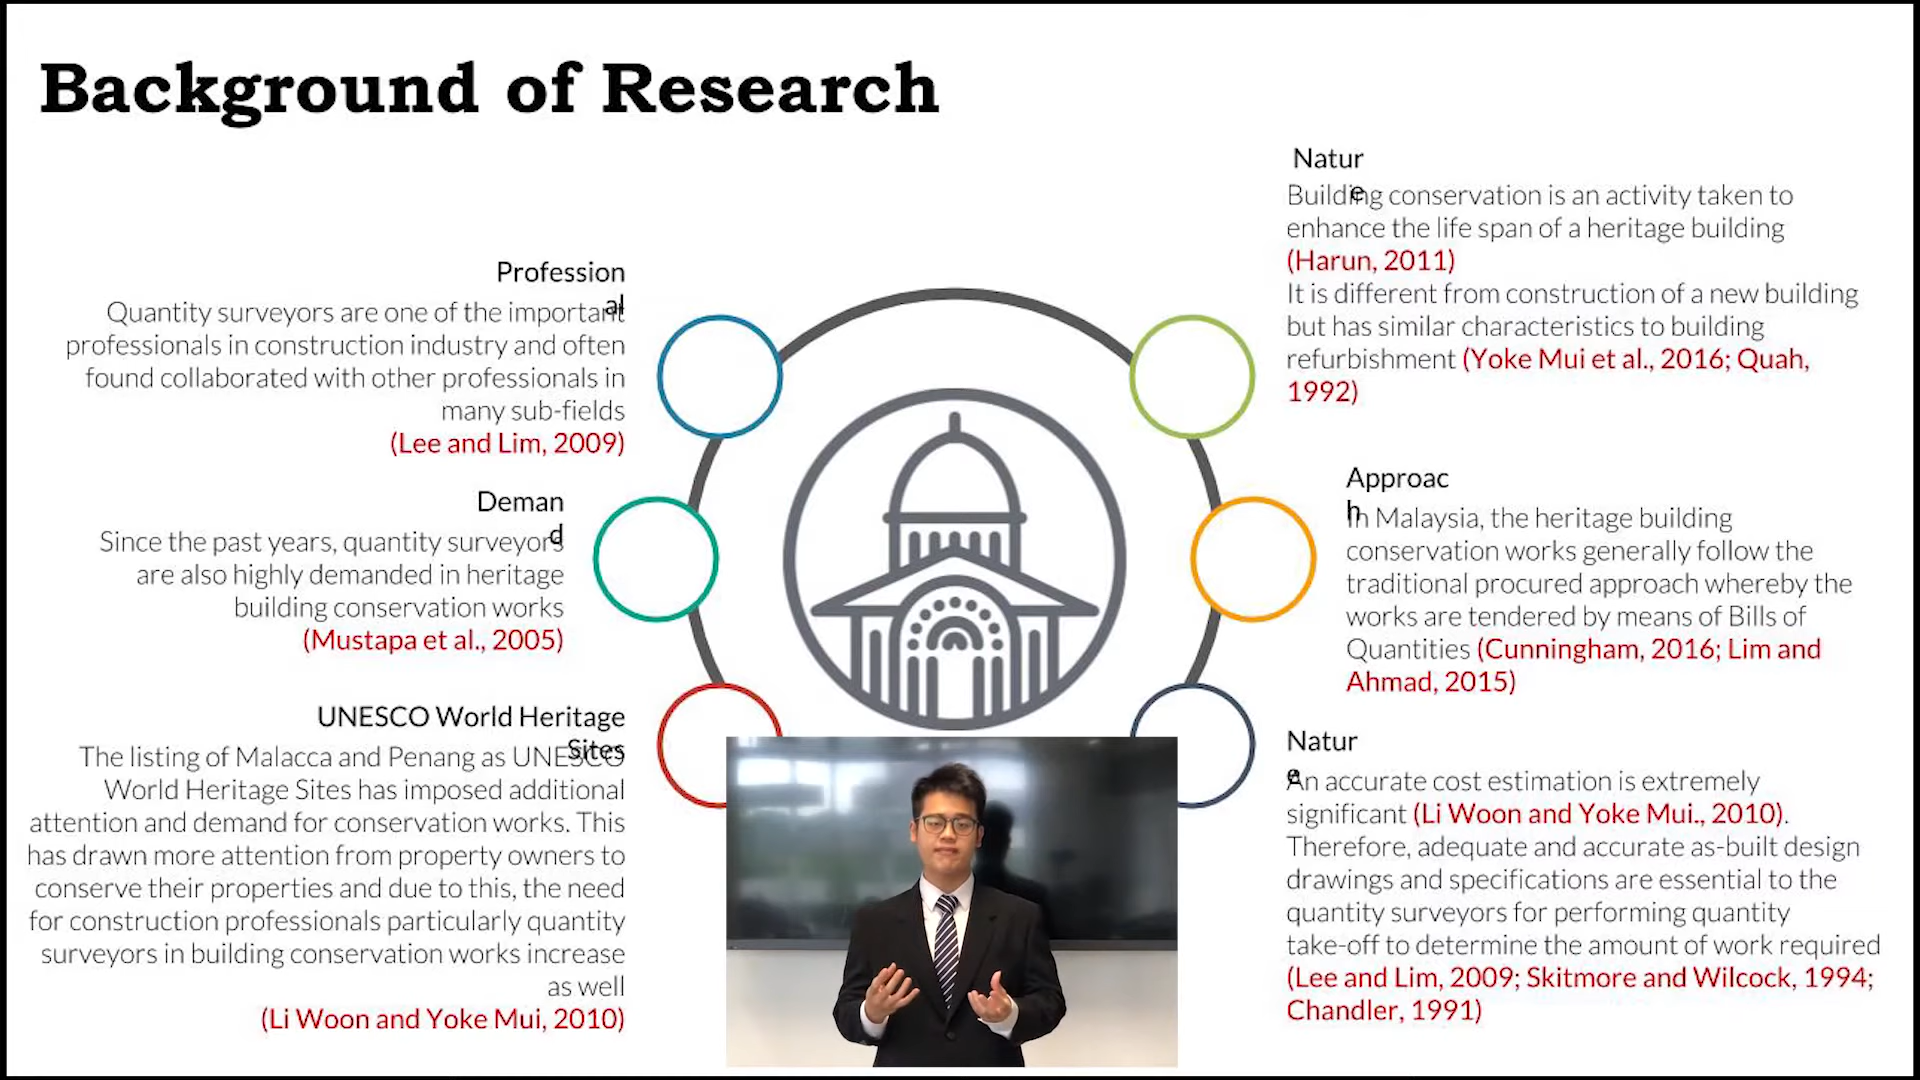 Background of Research
Profession
al
Quantity surveyors are one of the important
professionals in construction industry and often
found collaborated with other professionals in
many sub-fields
(Lee and Lim, 2009)
Deman
d
Since the past years, quantity surveyors
are also highly demanded in heritage
building conservation works
(Mustapa et al., 2005)
UNESCO World Heritage
Sites
The listing of Malacca and Penang as UNESCO
World Heritage Sites has imposed additional
attention and demand for conservation works. This
has drawn more attention from property owners to
conserve their properties and due to this, the need
for construction professionals particularly quantity
surveyors in building conservation works increase
as well
(Li Woon and Yoke Mui, 2010)
Natur
e
Building conservation is an activity taken to
enhance the life span of a heritage building
(Harun, 2011)
It is different from construction of a new building
but has similar characteristics to building
refurbishment (Yoke Mui et al., 2016; Quah,
1992)
Approac
h
In Malaysia, the heritage building
conservation works generally follow the
traditional procured approach whereby the
works are tendered by means of Bills of
Quantities (Cunningham, 2016; Lim and
Ahmad, 2015)
Natur
e
An accurate cost estimation is extremely
significant (Li Woon and Yoke Mui., 2010).
Therefore, adequate and accurate as-built design
drawings and specifications are essential to the
quantity surveyors for performing quantity
take-off to determine the amount of work required
(Lee and Lim, 2009; Skitmore and Wilcock, 1994;
Chandler, 1991)